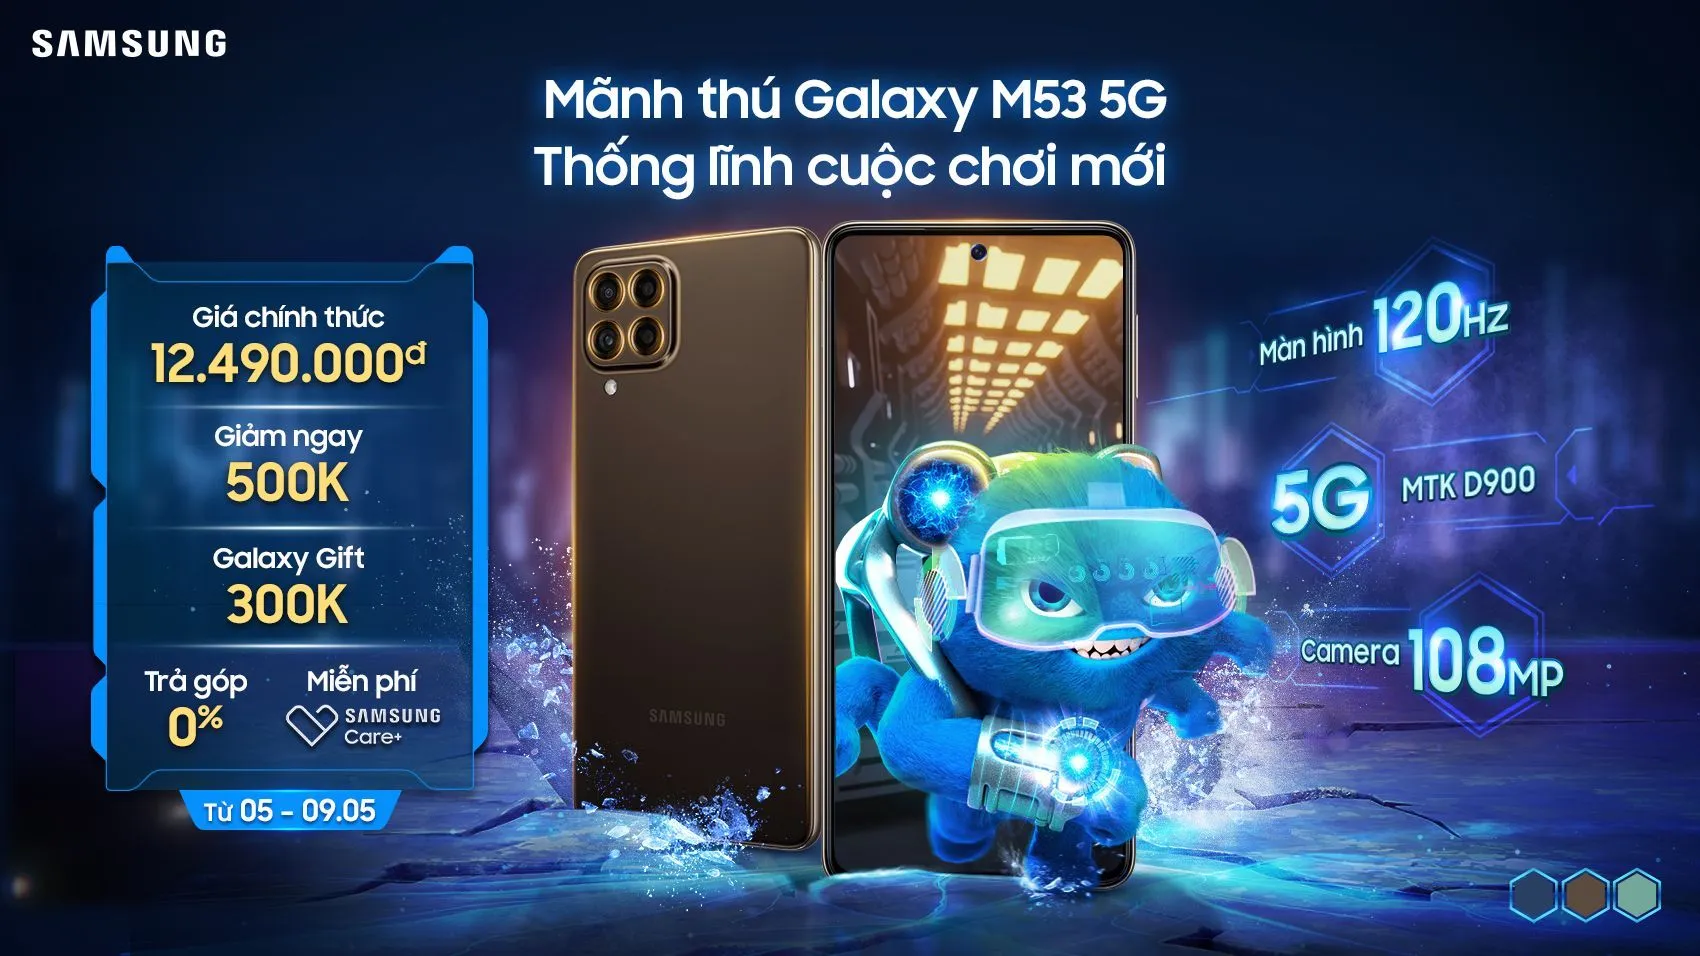 SAMSUNG
Mãnh thú Galaxy M53 5G
Thống lĩnh cuộc chơi mới
Giá chính thức
12.490.000đ
Giảm ngay
500K
Galaxy Gift
300K
Trả góp
0%
Miễn phí
SAMSUNG
Care+
Từ 05 - 09.05
SAMSUNG
Màn hình 120Hz
5G MTK D900
Camera 108MP